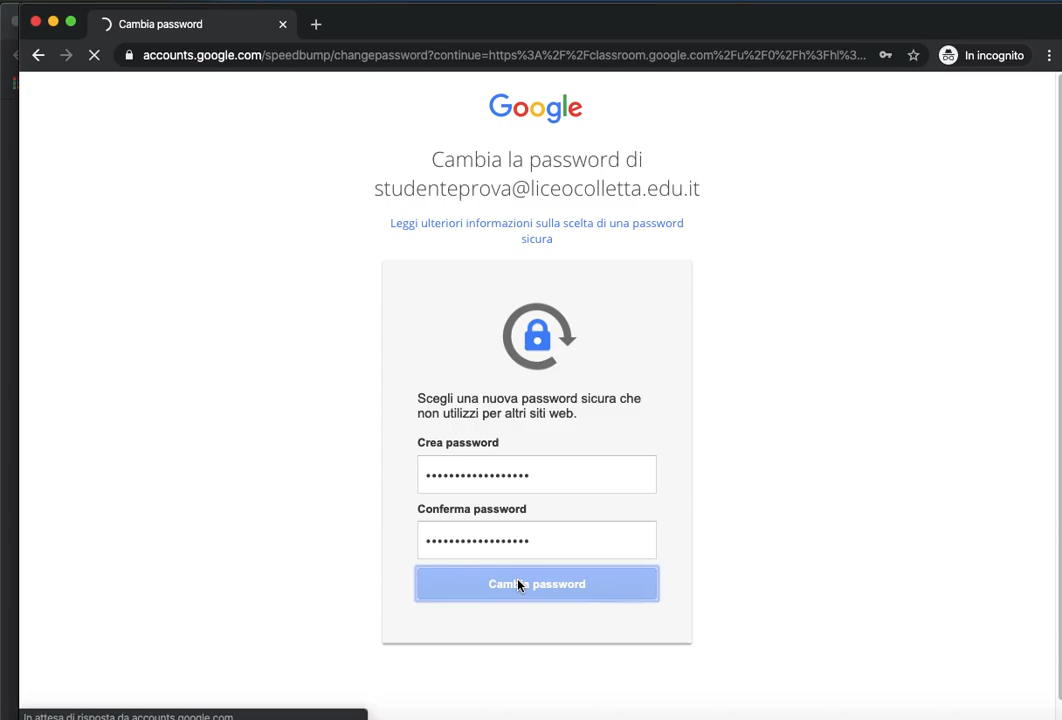 Cambia password
accounts.google.com/speedbump/changepassword?continue=https%3A%2F%2Fclassroom.google.com%2Fu%2F0%2Fh%3Fhl%3...
In incognito
Google
Cambia la password di
studenteprova@liceocolletta.edu.it
Leggi ulteriori informazioni sulla scelta di una password
sicura
Scegli una nuova password sicura che
non utilizzi per altri siti web.
Crea password
••••••••••••••••••
Conferma password
••••••••••••••••••
Cambia password
In attesa di risposta da accounts.google.com